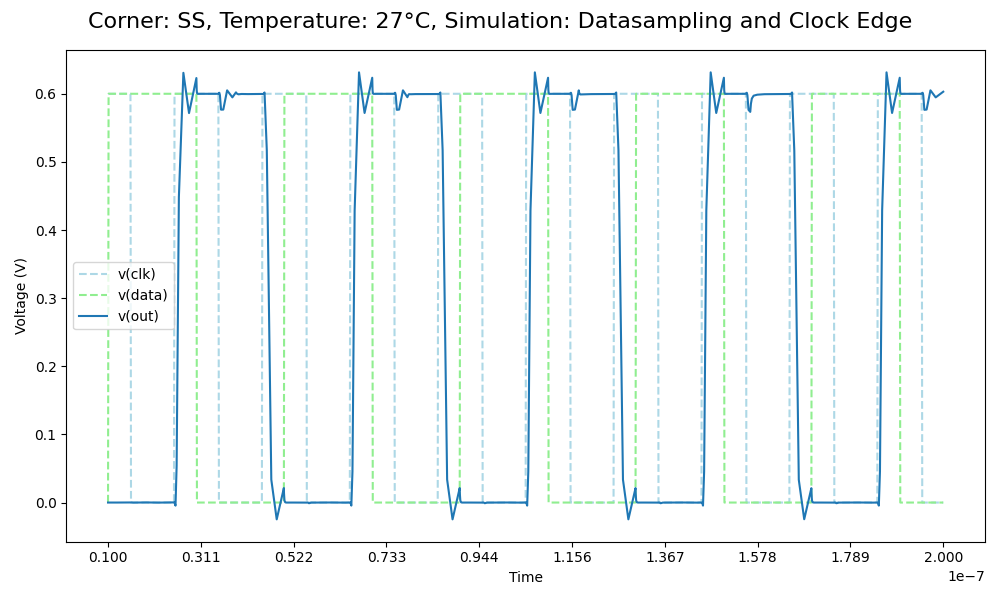 Corner: SS, Temperature: 27°C, Simulation: Datasampling and Clock Edge
Voltage (V)
0.6
0.5
0.4
0.3
0.2
0.1
0.0
v(clk)
v(data)
v(out)
0.100 0.311 0.522 0.733 0.944 1.156 1.367 1.578 1.789 2.000
Time
1e−7